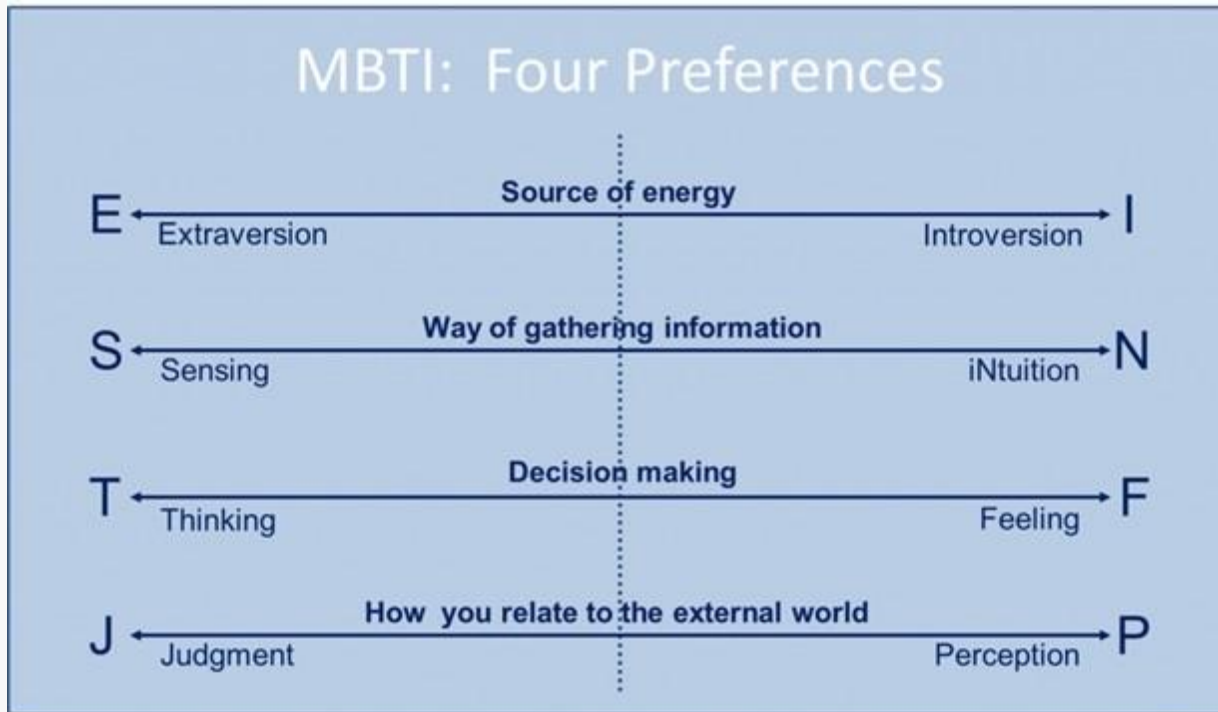 MBTI: Four Preferences
Source of energy
E I
Extraversion Introversion
Way of gathering information
S N
Sensing iNtuition
Decision making
T F
Thinking Feeling
How you relate to the external world
J P
Judgment Perception